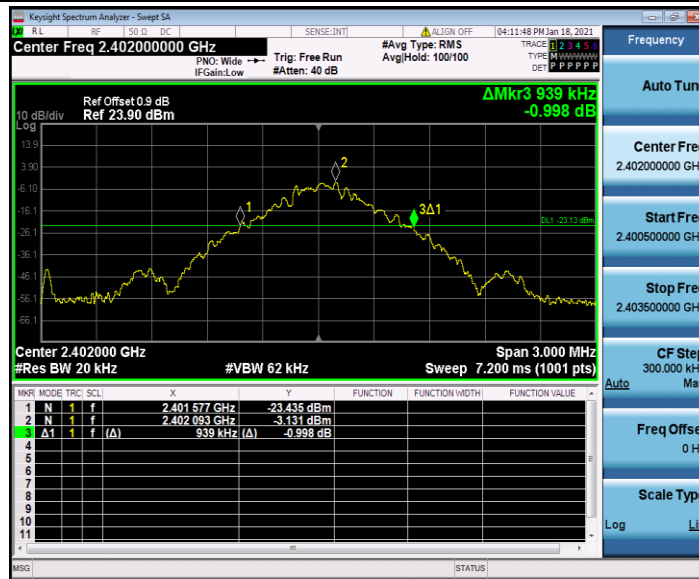 Keysight Spectrum Analyzer - Swept SA
RL RF 50 Ω DC SENSE:INT ALIGN OFF 04:11:48 PM Jan 18, 2021
Center Freq 2.402000000 GHz
PNO: Wide
IFGain:Low
Trig: Free Run
#Atten: 40 dB
#Avg Type: RMS
Avg|Hold: 100/100
TRACE 1 2 3 4 5 6
TYPE M W W W W W
DET P P P P P P
Ref Offset 0.9 dB
10 dB/div Ref 23.90 dBm
Log
ΔMkr3 939 kHz
-0.998 dB
13.9
3.90
-6.10
-16.1
-26.1
-36.1
-46.1
-56.1
-66.1
1
2
3Δ1
DL1 -23.13 dBm
Center 2.402000 GHz Span 3.000 MHz
#Res BW 20 kHz #VBW 62 kHz Sweep 7.200 ms (1001 pts)
MKR MODE TRC SCL X Y FUNCTION FUNCTION WIDTH FUNCTION VALUE
1 N 1 f 2.401 577 GHz -23.435 dBm
2 N 1 f 2.402 093 GHz -3.131 dBm
3 Δ1 1 f (Δ) 939 kHz (Δ) -0.998 dB
4
5
6
7
8
9
10
11
MSG STATUS
Frequency
Auto Tun
Center Fre
2.402000000 GH
Start Fre
2.400500000 GH
Stop Fre
2.403500000 GH
CF Ste
300.000 kH
Auto Ma
Freq Offse
0 H
Scale Typ
Log Li